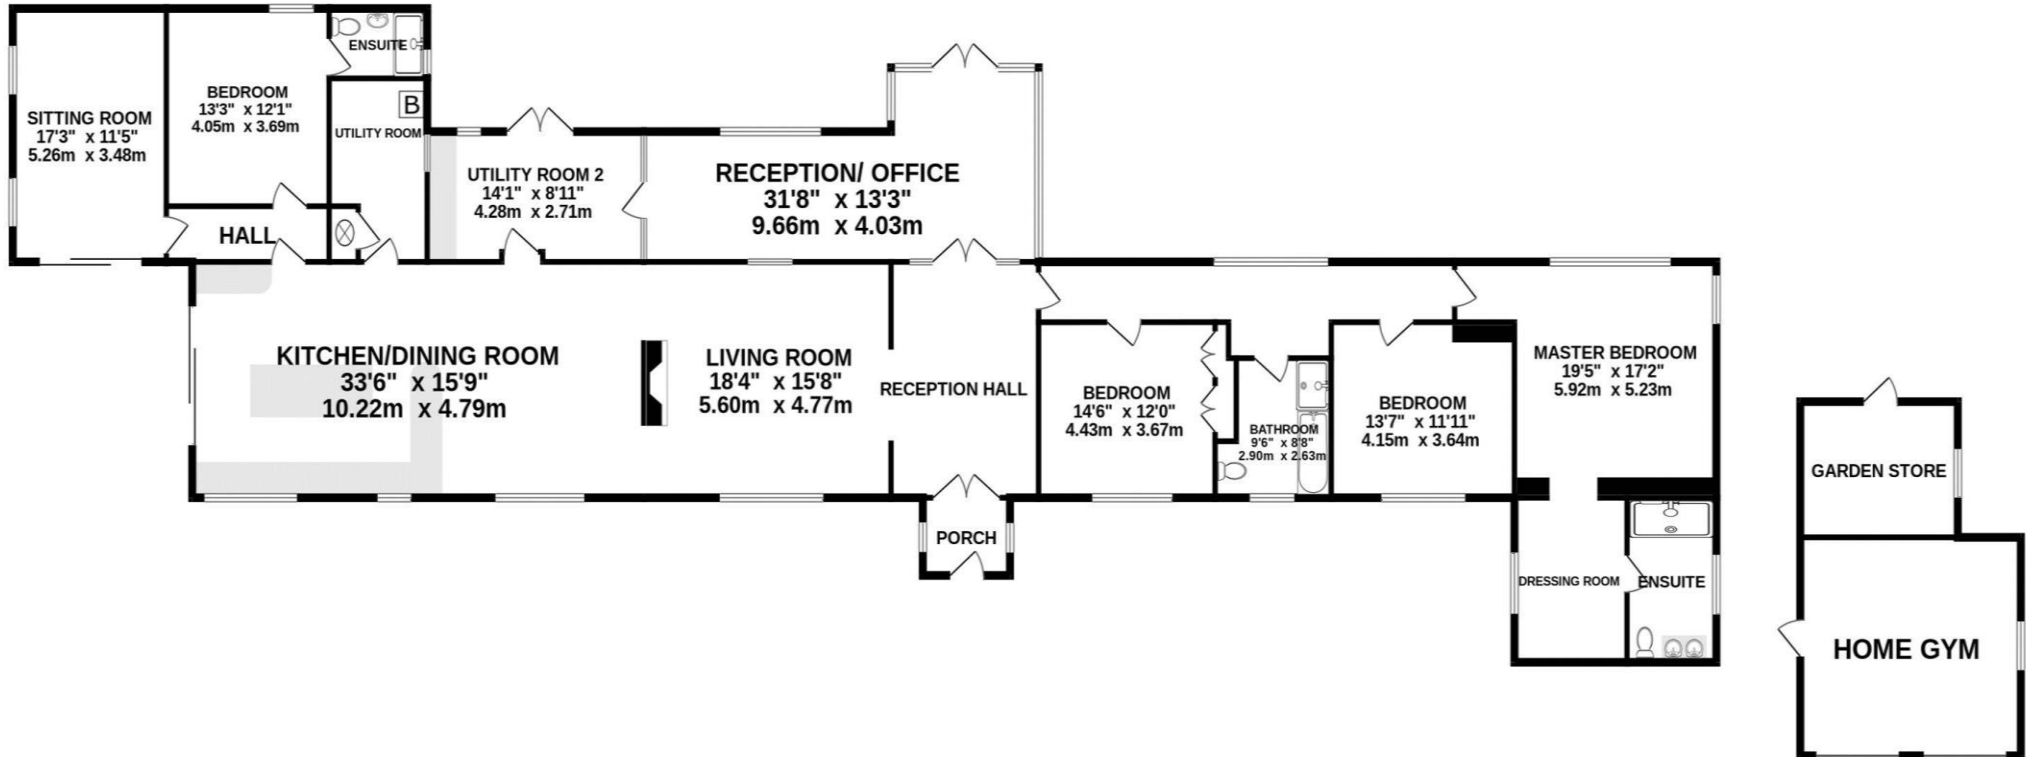 SITTING ROOM
17'3" x 11'5"
5.26m x 3.48m
BEDROOM
13'3" x 12'1"
4.05m x 3.69m
ENSUITE
B
UTILITY ROOM
HALL
UTILITY ROOM 2
14'1" x 8'11"
4.28m x 2.71m
RECEPTION/ OFFICE
31'8" x 13'3"
9.66m x 4.03m
KITCHEN/DINING ROOM
33'6" x 15'9"
10.22m x 4.79m
LIVING ROOM
18'4" x 15'8"
5.60m x 4.77m
RECEPTION HALL
PORCH
BEDROOM
14'6" x 12'0"
4.43m x 3.67m
BATHROOM
9'6" x 8'8"
2.90m x 2.63m
BEDROOM
13'7" x 11'11"
4.15m x 3.64m
MASTER BEDROOM
19'5" x 17'2"
5.92m x 5.23m
DRESSING ROOM
ENSUITE
GARDEN STORE
HOME GYM